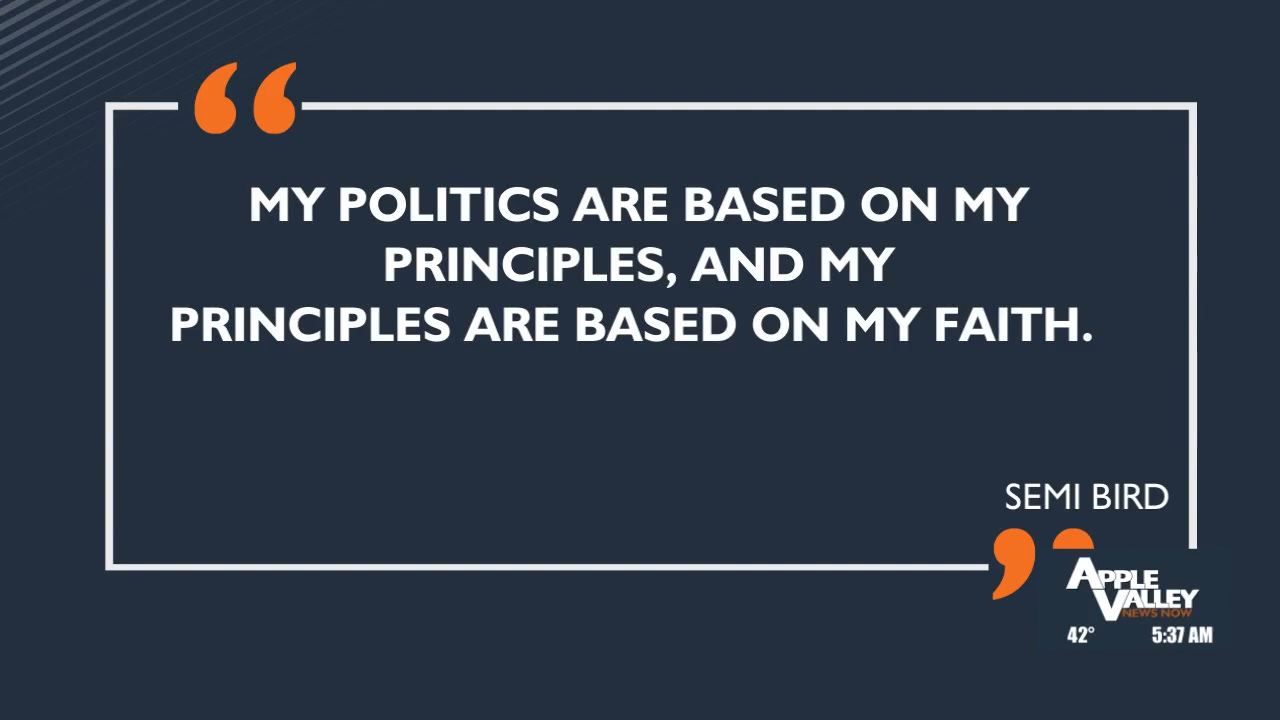 MY POLITICS ARE BASED ON MY
PRINCIPLES, AND MY
PRINCIPLES ARE BASED ON MY FAITH.
SEMI BIRD
APPLE
VALLEY
NEWS NOW
42° 5:37 AM